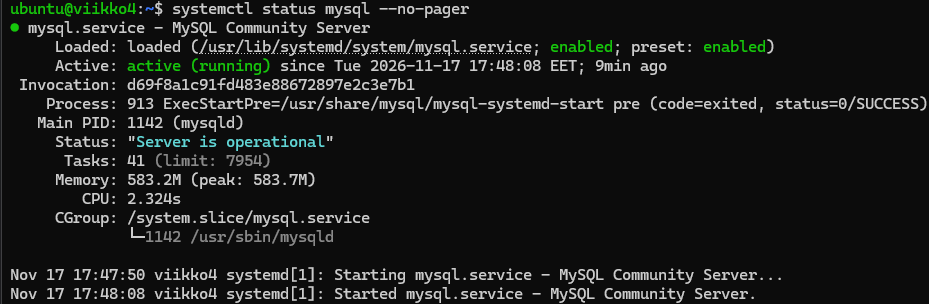 ubuntu@viikko4:~$ systemctl status mysql --no-pager
● mysql.service - MySQL Community Server
     Loaded: loaded (/usr/lib/systemd/system/mysql.service; enabled; preset: enabled)
     Active: active (running) since Tue 2026-11-17 17:48:08 EET; 9min ago
 Invocation: d69f8a1c91fd483e88672897e2c3e7b1
    Process: 913 ExecStartPre=/usr/share/mysql/mysql-systemd-start pre (code=exited, status=0/SUCCESS)
   Main PID: 1142 (mysqld)
     Status: "Server is operational"
      Tasks: 41 (limit: 7954)
     Memory: 583.2M (peak: 583.7M)
        CPU: 2.324s
     CGroup: /system.slice/mysql.service
             └─1142 /usr/sbin/mysqld
Nov 17 17:47:50 viikko4 systemd[1]: Starting mysql.service - MySQL Community Server...
Nov 17 17:48:08 viikko4 systemd[1]: Started mysql.service - MySQL Community Server.